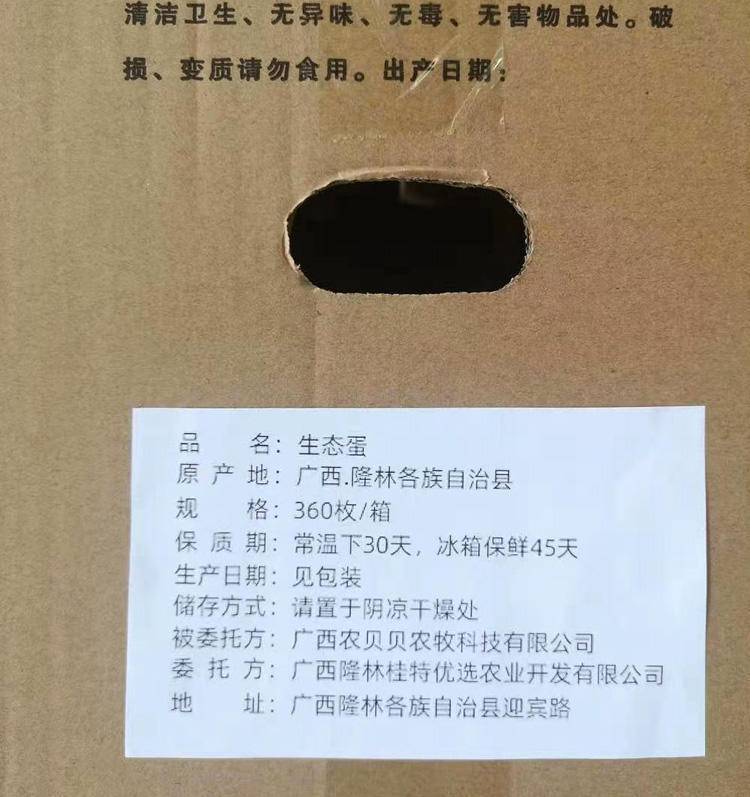 清洁卫生、无异味、无毒、无害物品处。破
损、变质请勿食用。出产日期:
品 名：生态蛋
原产地：广西.隆林各族自治县
规 格：360枚/箱
保质期：常温下30天，冰箱保鲜45天
生产日期：见包装
储存方式：请置于阴凉干燥处
被委托方：广西农贝贝农牧科技有限公司
委托方：广西隆林桂特优选农业开发有限公司
地 址：广西隆林各族自治县迎宾路